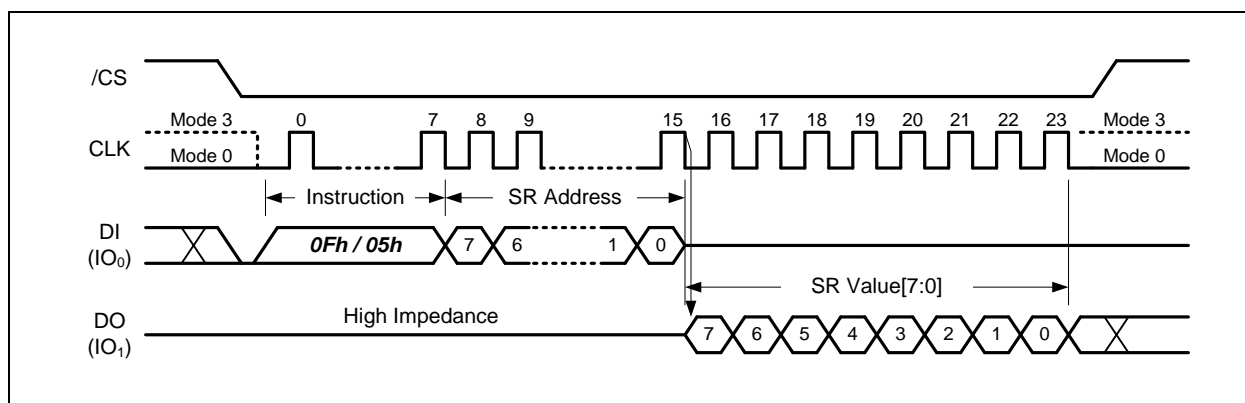 /CS
Mode 3 0 7 8 9 15 16 17 18 19 20 21 22 23 Mode 3
CLK
Mode 0 Mode 0
Instruction SR Address
DI
(IO₀)
0Fh / 05h 7 6 1 0
SR Value[7:0]
High Impedance
DO
(IO₁)
7 6 5 4 3 2 1 0